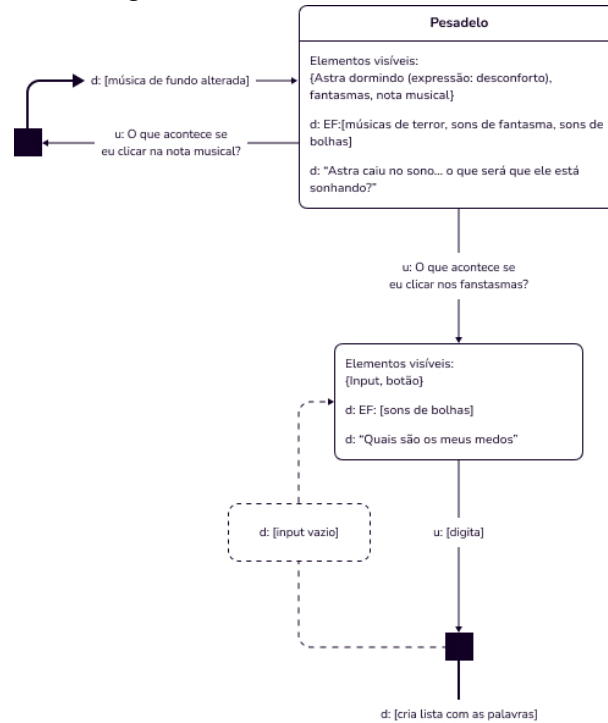 Pesadelo
Elementos visíveis:
{Astra dormindo (expressão: desconforto),
fantasmas, nota musical}
d: EF:[músicas de terror, sons de fantasma, sons de
bolhas]
d: “Astra caiu no sono... o que será que ele está
sonhando?”
d: [música de fundo alterada]
u: O que acontece se
eu clicar na nota musical?
u: O que acontece se
eu clicar nos fanstasmas?
Elementos visíveis:
{Input, botão}
d: EF: [sons de bolhas]
d: “Quais são os meus medos”
d: [input vazio]
u: [digita]
d: [cria lista com as palavras]